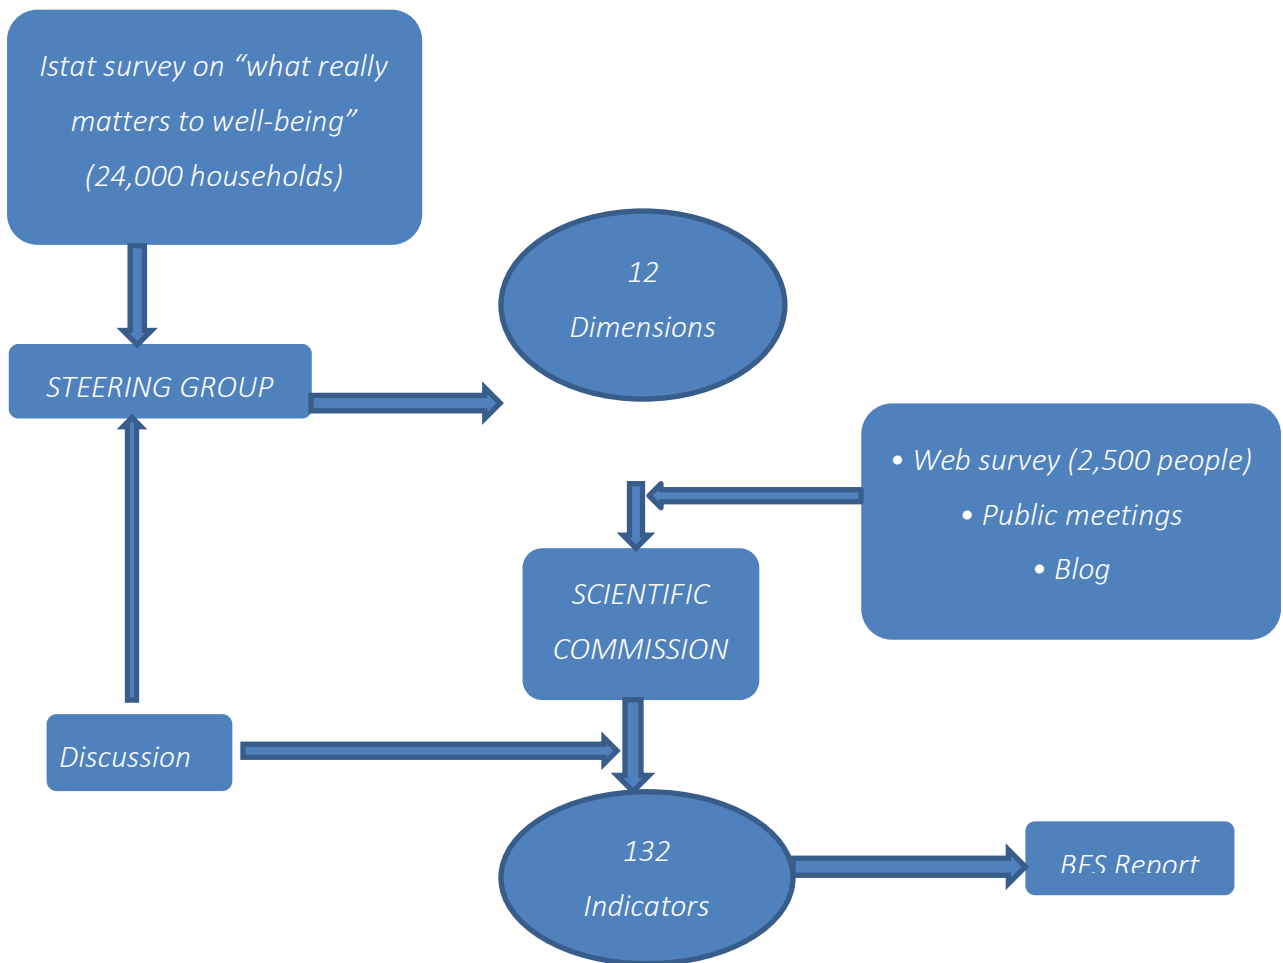 Istat survey on “what really
matters to well-being”
(24,000 households)
12
Dimensions
STEERING GROUP
• Web survey (2,500 people)
• Public meetings
• Blog
SCIENTIFIC
COMMISSION
Discussion
132
Indicators
BES Report